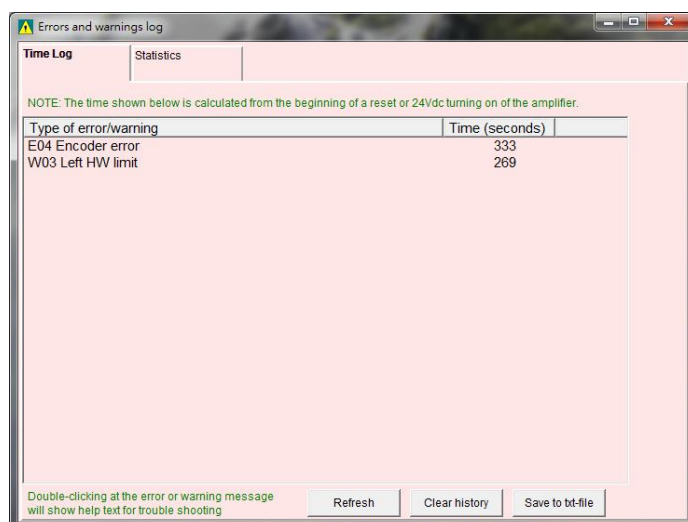 Errors and warnings log
Time Log Statistics
NOTE: The time shown below is calculated from the beginning of a reset or 24Vdc turning on of the amplifier.
Type of error/warning Time (seconds)
E04 Encoder error 333
W03 Left HW limit 269
Double-clicking at the error or warning message
will show help text for trouble shooting
Refresh Clear history Save to txt-file